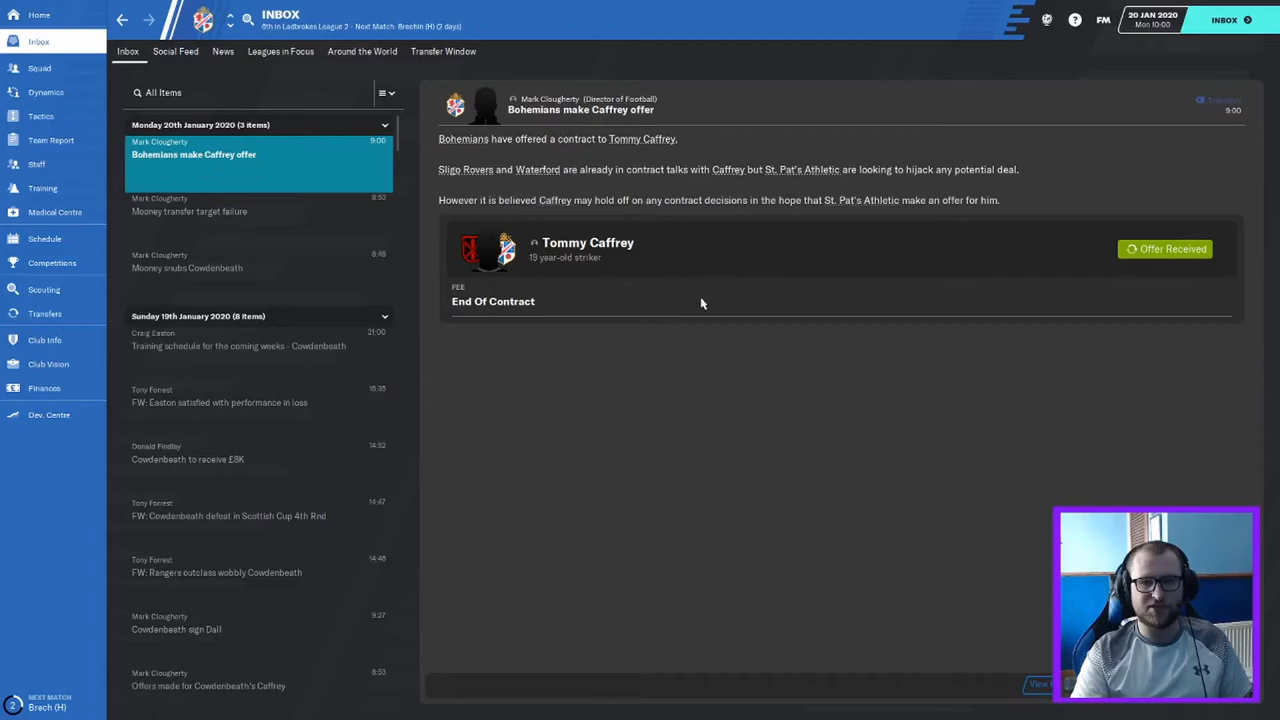 Home
Inbox
Squad
Dynamics
Tactics
Team Report
Staff
Training
Medical Centre
Schedule
Competitions
Scouting
Transfers
Club Info
Club Vision
Finances
Dev. Centre
2
NEXT MATCH
Brech (H)
INBOX
6th in Ladbrokes League 2 - Next Match: Brechin (H) (2 days)
?
FM
20 JAN 2020
Mon 10:00
INBOX
Inbox
Social Feed
News
Leagues in Focus
Around the World
Transfer Window
All Items
Monday 20th January 2020 (3 items)
Mark Clougherty
9:00
Bohemians make Caffrey offer
Mark Clougherty
8:53
Mooney transfer target failure
Mark Clougherty
8:48
Mooney snubs Cowdenbeath
Sunday 19th January 2020 (8 items)
Craig Easton
21:00
Training schedule for the coming weeks - Cowdenbeath
Tony Forrest
16:35
FW: Easton satisfied with performance in loss
Donald Findlay
14:52
Cowdenbeath to receive £8K
Tony Forrest
14:47
FW: Cowdenbeath defeat in Scottish Cup 4th Rnd
Tony Forrest
14:46
FW: Rangers outclass wobbly Cowdenbeath
Mark Clougherty
9:27
Cowdenbeath sign Dall
Mark Clougherty
8:53
Offers made for Cowdenbeath's Caffrey
Mark Clougherty (Director of Football)
Bohemians make Caffrey offer
Transfers
9:00
Bohemians have offered a contract to Tommy Caffrey.
Sligo Rovers and Waterford are already in contract talks with Caffrey but St. Pat's Athletic are looking to hijack any potential deal.
However it is believed Caffrey may hold off on any contract decisions in the hope that St. Pat's Athletic make an offer for him.
Tommy Caffrey
19 year-old striker
Offer Received
FEE
End Of Contract
View